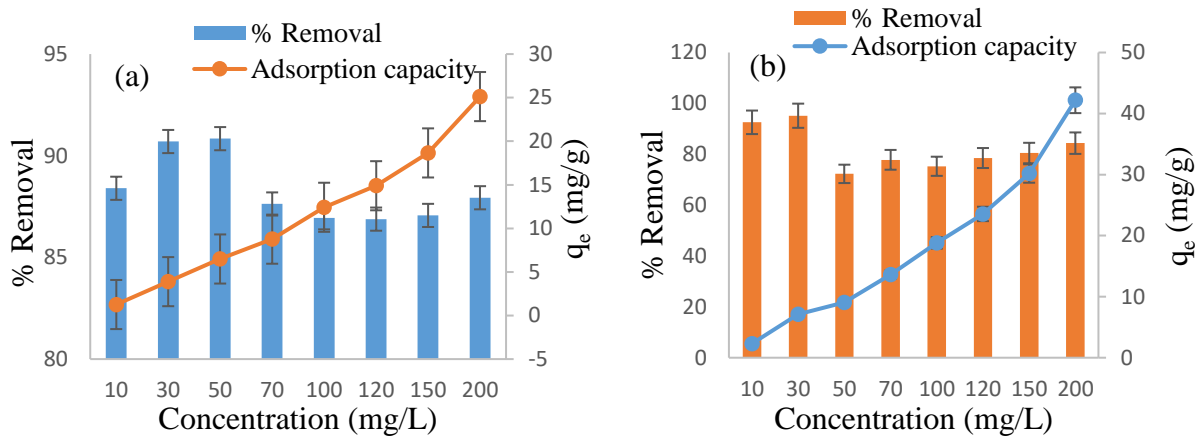 % Removal
Adsorption capacity
(a)
95
90
85
80
% Removal
30
25
20
15
10
5
0
-5
qe (mg/g)
10 30 50 70 100 120 150 200
Concentration (mg/L)
% Removal
Adsorption capacity
(b)
120
100
80
60
40
20
0
% Removal
50
40
30
20
10
0
qe (mg/g)
10 30 50 70 100 120 150 200
Concentration (mg/L)